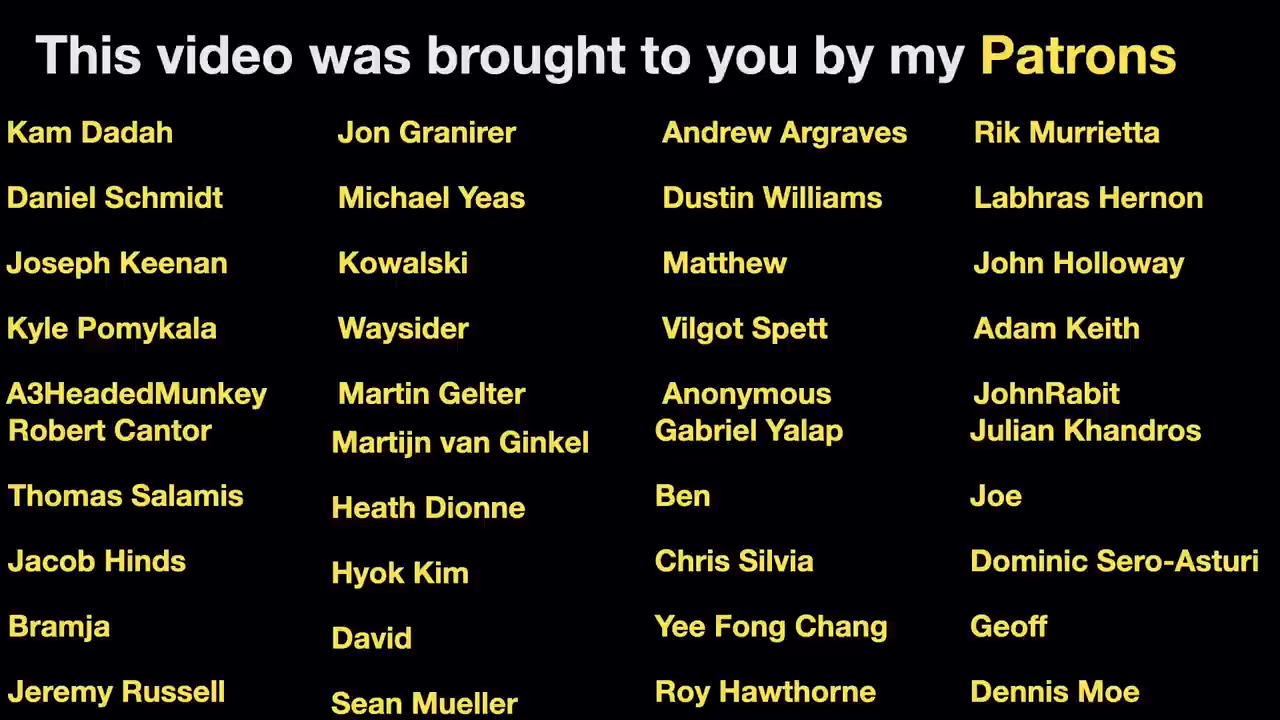 This video was brought to you by my Patrons
Kam Dadah
Daniel Schmidt
Joseph Keenan
Kyle Pomykala
A3HeadedMunkey
Robert Cantor
Thomas Salamis
Jacob Hinds
Bramja
Jeremy Russell
Jon Granirer
Michael Yeas
Kowalski
Waysider
Martin Gelter
Martijn van Ginkel
Heath Dionne
Hyok Kim
David
Sean Mueller
Andrew Argraves
Dustin Williams
Matthew
Vilgot Spett
Anonymous
Gabriel Yalap
Ben
Chris Silvia
Yee Fong Chang
Roy Hawthorne
Rik Murrietta
Labhras Hernon
John Holloway
Adam Keith
JohnRabit
Julian Khandros
Joe
Dominic Sero-Asturi
Geoff
Dennis Moe